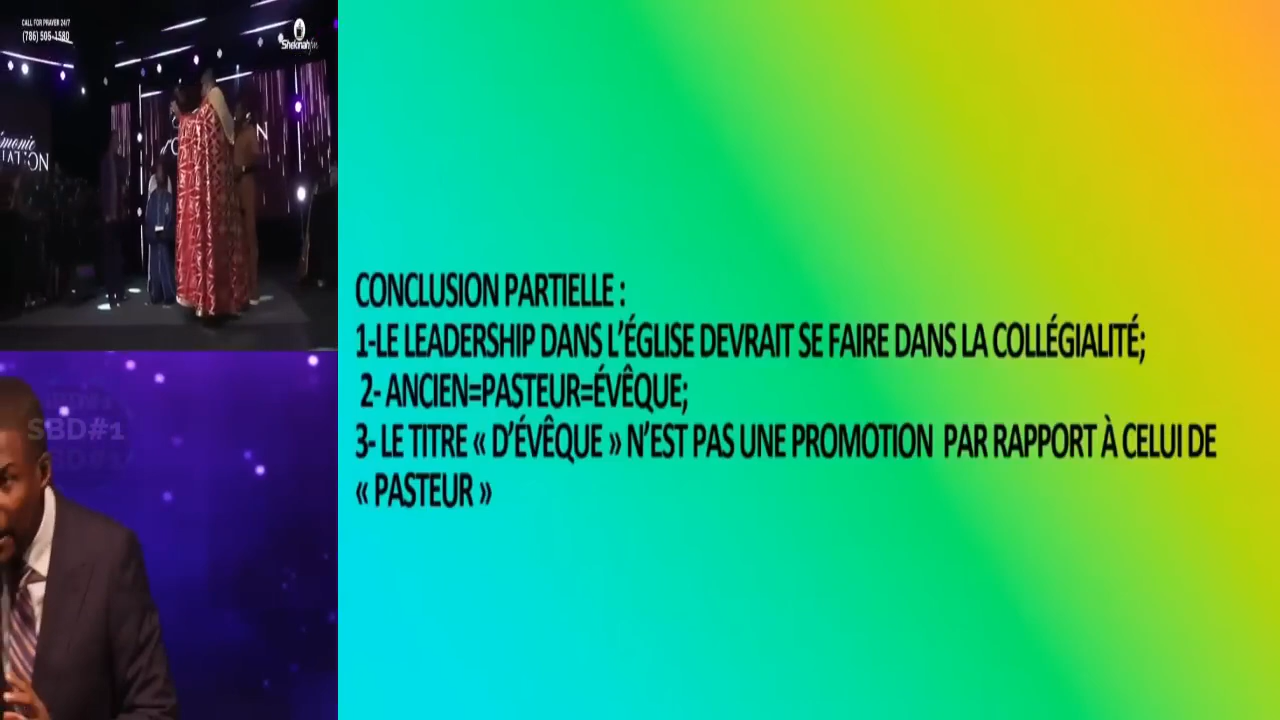 CALL FOR PRAYER 24/7
(786) 505-1580
Shekinah.fm
SBD#1
CONCLUSION PARTIELLE :
1-LE LEADERSHIP DANS L’ÉGLISE DEVRAIT SE FAIRE DANS LA COLLÉGIALITÉ;
2- ANCIEN=PASTEUR=ÉVÊQUE;
3- LE TITRE « D’ÉVÊQUE » N’EST PAS UNE PROMOTION PAR RAPPORT À CELUI DE
« PASTEUR »